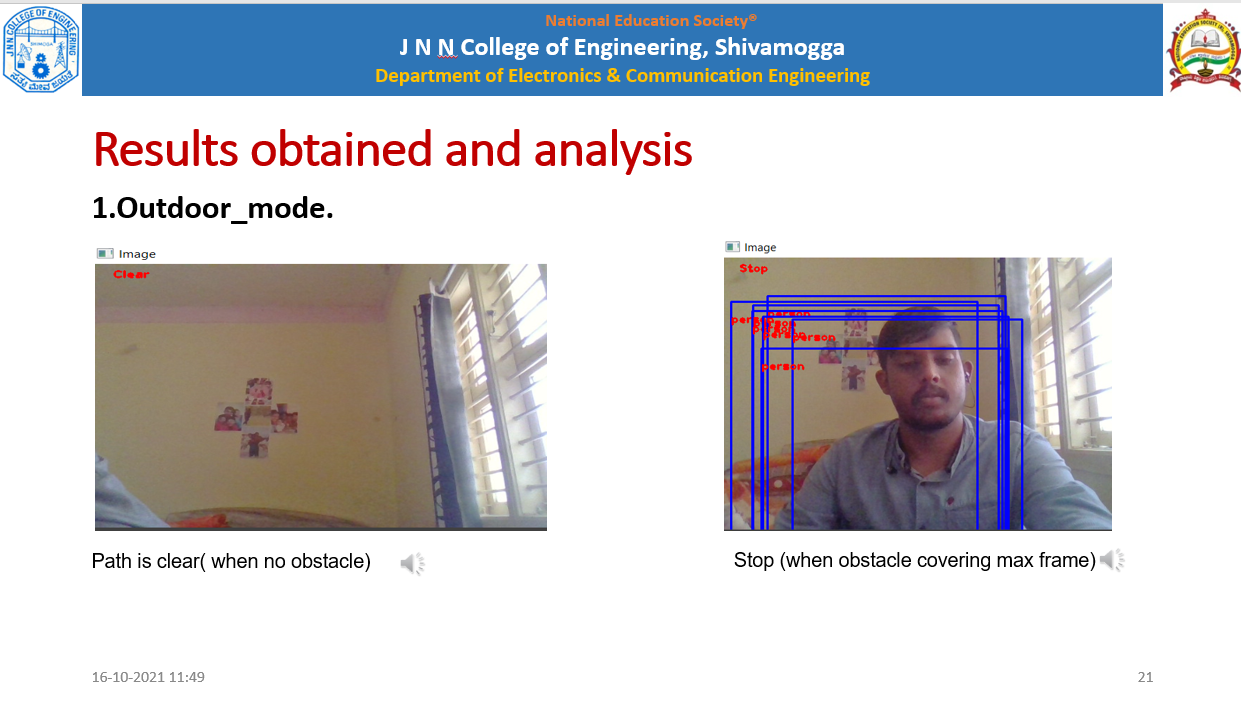 National Education Society®
J N N College of Engineering, Shivamogga
Department of Electronics & Communication Engineering
JNN COLLEGE OF ENGINEERING
SHIMOGA
Results obtained and analysis
1.Outdoor_mode.
Image
Clear
Image
Stop
person
person
person
person
person
person
person
Path is clear( when no obstacle)
Stop (when obstacle covering max frame)
16-10-2021 11:49
21